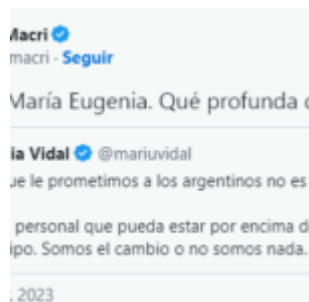 Macri
macri · Seguir
María Eugenia. Qué profunda
ia Vidal @mariuvidal
ue le prometimos a los argentinos no es
personal que pueda estar por encima d
ipo. Somos el cambio o no somos nada.
2023